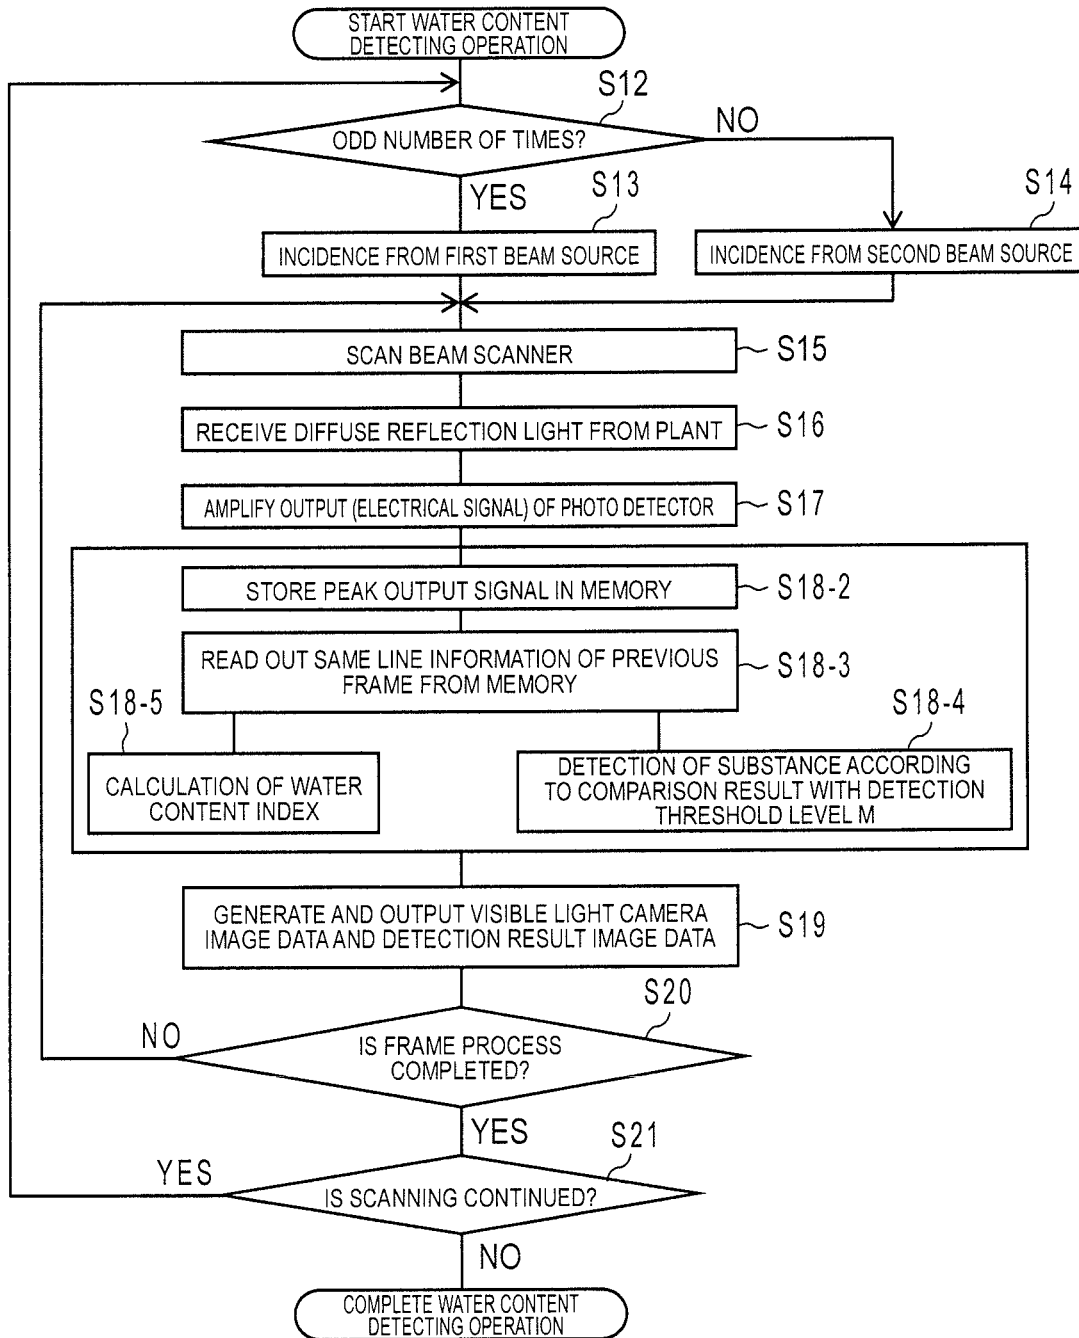 START WATER CONTENT
DETECTING OPERATION
S12
ODD NUMBER OF TIMES?
NO
YES
S13
S14
INCIDENCE FROM FIRST BEAM SOURCE
INCIDENCE FROM SECOND BEAM SOURCE
SCAN BEAM SCANNER
S15
RECEIVE DIFFUSE REFLECTION LIGHT FROM PLANT
S16
AMPLIFY OUTPUT (ELECTRICAL SIGNAL) OF PHOTO DETECTOR
S17
STORE PEAK OUTPUT SIGNAL IN MEMORY
S18-2
READ OUT SAME LINE INFORMATION OF PREVIOUS
FRAME FROM MEMORY
S18-3
S18-5
CALCULATION OF WATER
CONTENT INDEX
S18-4
DETECTION OF SUBSTANCE ACCORDING
TO COMPARISON RESULT WITH DETECTION
THRESHOLD LEVEL M
GENERATE AND OUTPUT VISIBLE LIGHT CAMERA
IMAGE DATA AND DETECTION RESULT IMAGE DATA
S19
S20
NO
IS FRAME PROCESS
COMPLETED?
YES
S21
YES
IS SCANNING CONTINUED?
NO
COMPLETE WATER CONTENT
DETECTING OPERATION